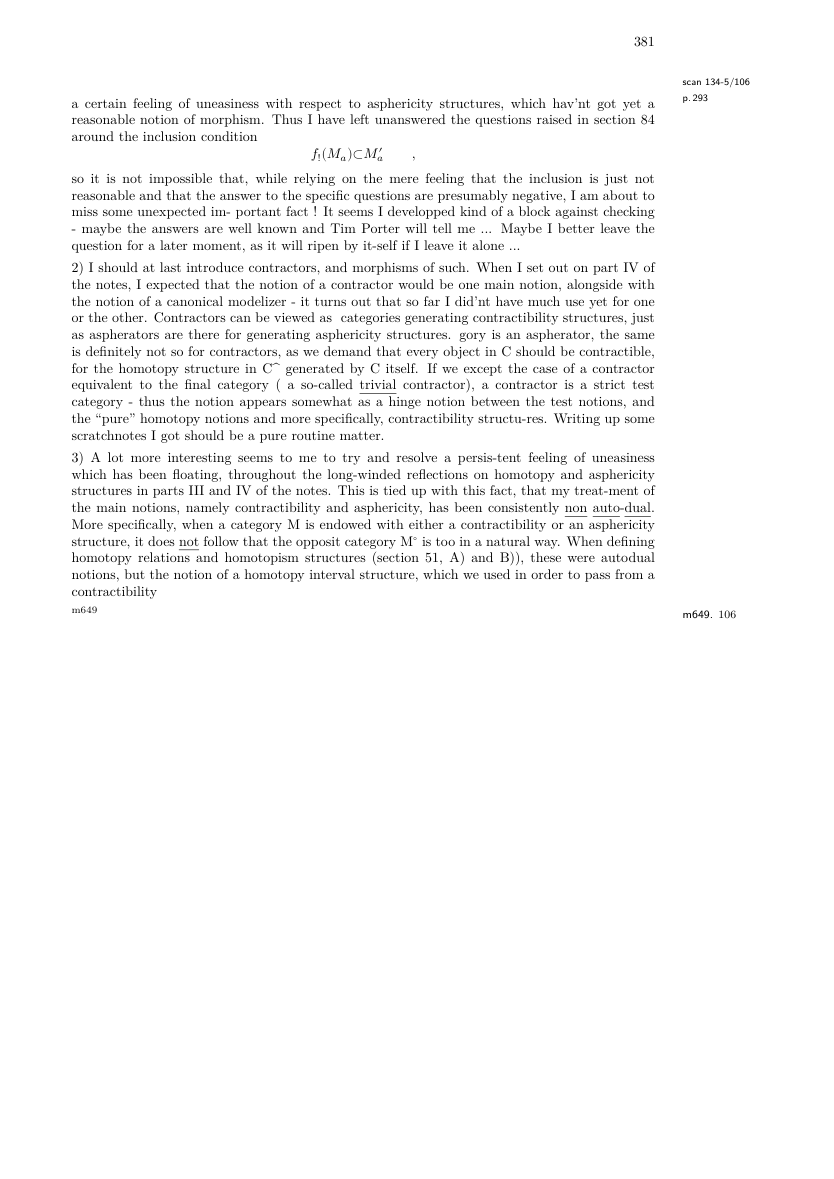 381
scan 134-5/106
a certain feeling of uneasiness with respect to asphericity structures, which hav'nt got yet a
p. 293
reasonable notion of morphism. Thus I have left unanswered the questions raised in section 84
around the inclusion condition
f!(Ma)⊂M′a ,
so it is not impossible that, while relying on the mere feeling that the inclusion is just not
reasonable and that the answer to the specific questions are presumably negative, I am about to
miss some unexpected im- portant fact ! It seems I developped kind of a block against checking
- maybe the answers are well known and Tim Porter will tell me ... Maybe I better leave the
question for a later moment, as it will ripen by it-self if I leave it alone ...
2) I should at last introduce contractors, and morphisms of such. When I set out on part IV of
the notes, I expected that the notion of a contractor would be one main notion, alongside with
the notion of a canonical modelizer - it turns out that so far I did'nt have much use yet for one
or the other. Contractors can be viewed as categories generating contractibility structures, just
as aspherators are there for generating asphericity structures. gory is an aspherator, the same
is definitely not so for contractors, as we demand that every object in C should be contractible,
for the homotopy structure in C^ generated by C itself. If we except the case of a contractor
equivalent to the final category ( a so-called trivial contractor), a contractor is a strict test
category - thus the notion appears somewhat as a hinge notion between the test notions, and
the “pure” homotopy notions and more specifically, contractibility structu-res. Writing up some
scratchnotes I got should be a pure routine matter.
3) A lot more interesting seems to me to try and resolve a persis-tent feeling of uneasiness
which has been floating, throughout the long-winded reflections on homotopy and asphericity
structures in parts III and IV of the notes. This is tied up with this fact, that my treat-ment of
the main notions, namely contractibility and asphericity, has been consistently non auto-dual.
More specifically, when a category M is endowed with either a contractibility or an asphericity
structure, it does not follow that the opposit category M° is too in a natural way. When defining
homotopy relations and homotopism structures (section 51, A) and B)), these were autodual
notions, but the notion of a homotopy interval structure, which we used in order to pass from a
contractibility
m649
m649. 106